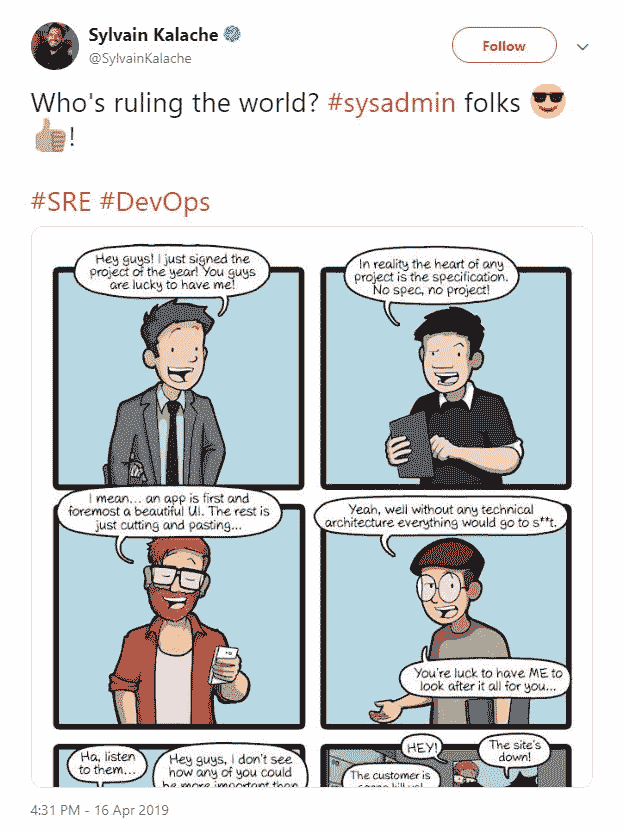 Sylvain Kalache
@SylvainKalache
Follow
Who's ruling the world? #sysadmin folks 😎
👍!
#SRE #DevOps
Hey guys! I just signed the
project of the year! You guys
are lucky to have me!
In reality the heart of any
project is the specification.
No spec, no project!
I mean... an app is first and
foremost a beautiful UI. The rest is
just cutting and pasting...
Yeah, well without any technical
architecture everything would go to s**t.
You're luck to have ME to
look after it all for you...
Ha, listen
to them...
Hey guys, I don't see
how any of you could
be more important than
HEY!
The site's
down!
The customer is
4:31 PM - 16 Apr 2019